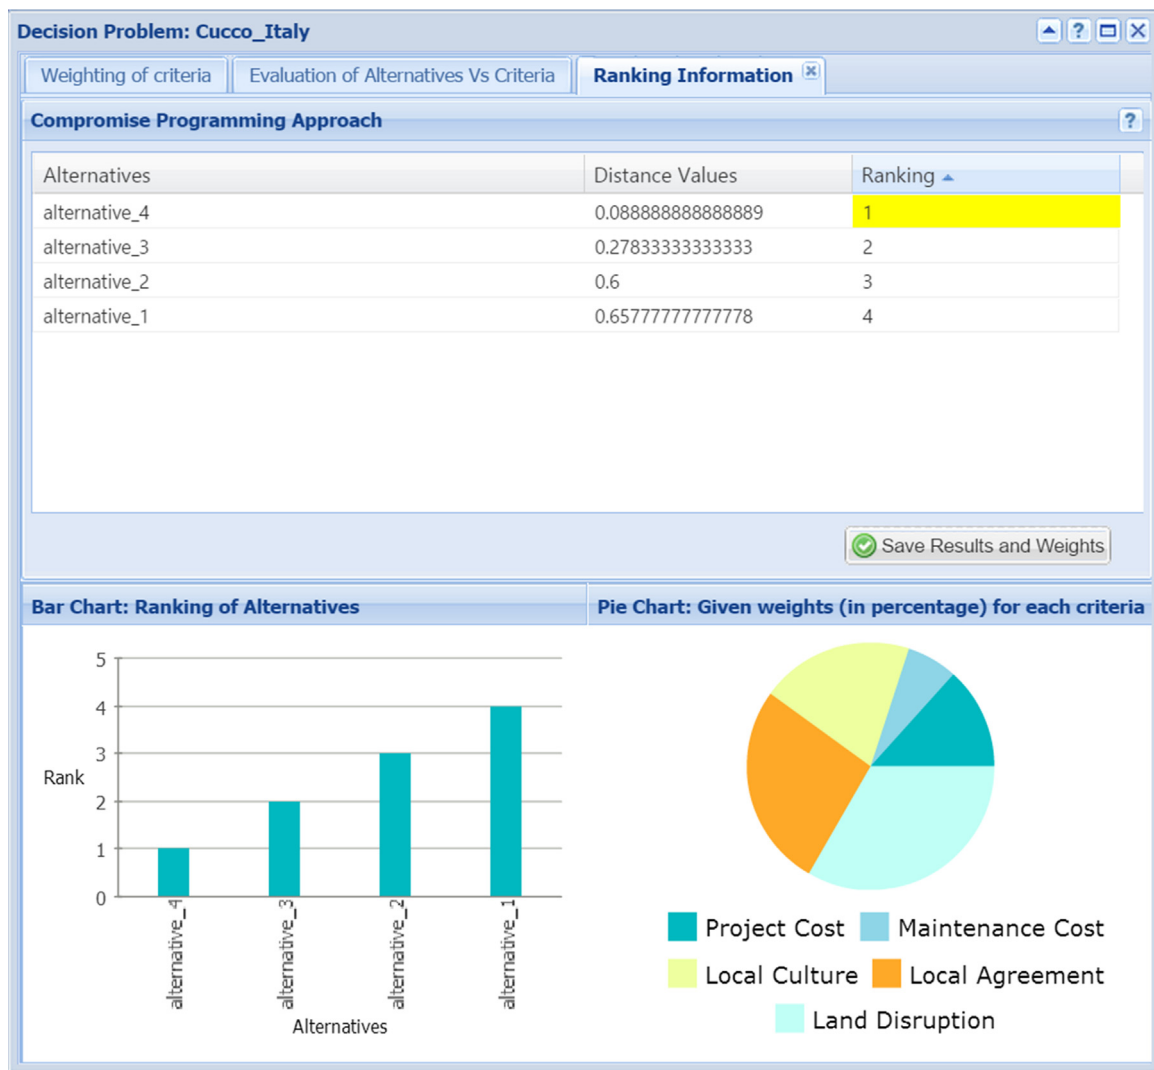 Decision Problem: Cucco_Italy
Weighting of criteria Evaluation of Alternatives Vs Criteria Ranking Information
Compromise Programming Approach ?
Alternatives Distance Values Ranking
alternative_4 0.088888888888889 1
alternative_3 0.27833333333333 2
alternative_2 0.6 3
alternative_1 0.65777777777778 4
Save Results and Weights
Bar Chart: Ranking of Alternatives
5
4
3
Rank
2
1
0
alternative_4
alternative_3
alternative_2
alternative_1
Alternatives
Pie Chart: Given weights (in percentage) for each criteria
Project Cost Maintenance Cost
Local Culture Local Agreement
Land Disruption